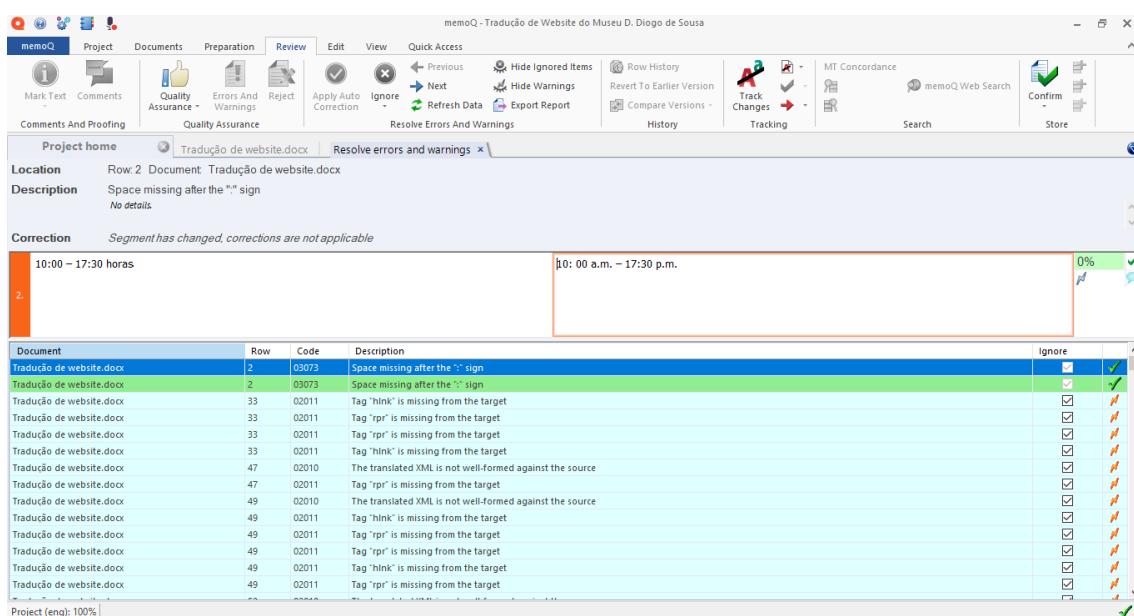 memoQ - Tradução de Website do Museu D. Diogo de Sousa
memoQ Project Documents Preparation Review Edit View Quick Access
Mark Text Comments Quality Assurance Errors And Warnings Reject Apply Auto Correction Ignore
Previous Hide Ignored Items Row History MT Concordance
Next Hide Warnings Revert To Earlier Version Track Changes memoQ Web Search Confirm
Refresh Data Export Report Compare Versions
Comments And Proofing Quality Assurance Resolve Errors And Warnings History Tracking Search Store
Project home Tradução de website.docx Resolve errors and warnings ×
Location Row: 2 Document: Tradução de website.docx
Description Space missing after the ":" sign
No details.
Correction Segment has changed, corrections are not applicable
2. 10:00 – 17:30 horas 10: 00 a.m. – 17:30 p.m. 0%
Document Row Code Description Ignore
Tradução de website.docx 2 03073 Space missing after the ":" sign
Tradução de website.docx 2 03073 Space missing after the ":" sign
Tradução de website.docx 33 02011 Tag "hlnk" is missing from the target
Tradução de website.docx 33 02011 Tag "rpr" is missing from the target
Tradução de website.docx 33 02011 Tag "rpr" is missing from the target
Tradução de website.docx 33 02011 Tag "hlnk" is missing from the target
Tradução de website.docx 47 02010 The translated XML is not well-formed against the source
Tradução de website.docx 47 02011 Tag "rpr" is missing from the target
Tradução de website.docx 49 02010 The translated XML is not well-formed against the source
Tradução de website.docx 49 02011 Tag "hlnk" is missing from the target
Tradução de website.docx 49 02011 Tag "rpr" is missing from the target
Tradução de website.docx 49 02011 Tag "rpr" is missing from the target
Tradução de website.docx 49 02011 Tag "hlnk" is missing from the target
Tradução de website.docx 49 02011 Tag "rpr" is missing from the target
Project (eng): 100%